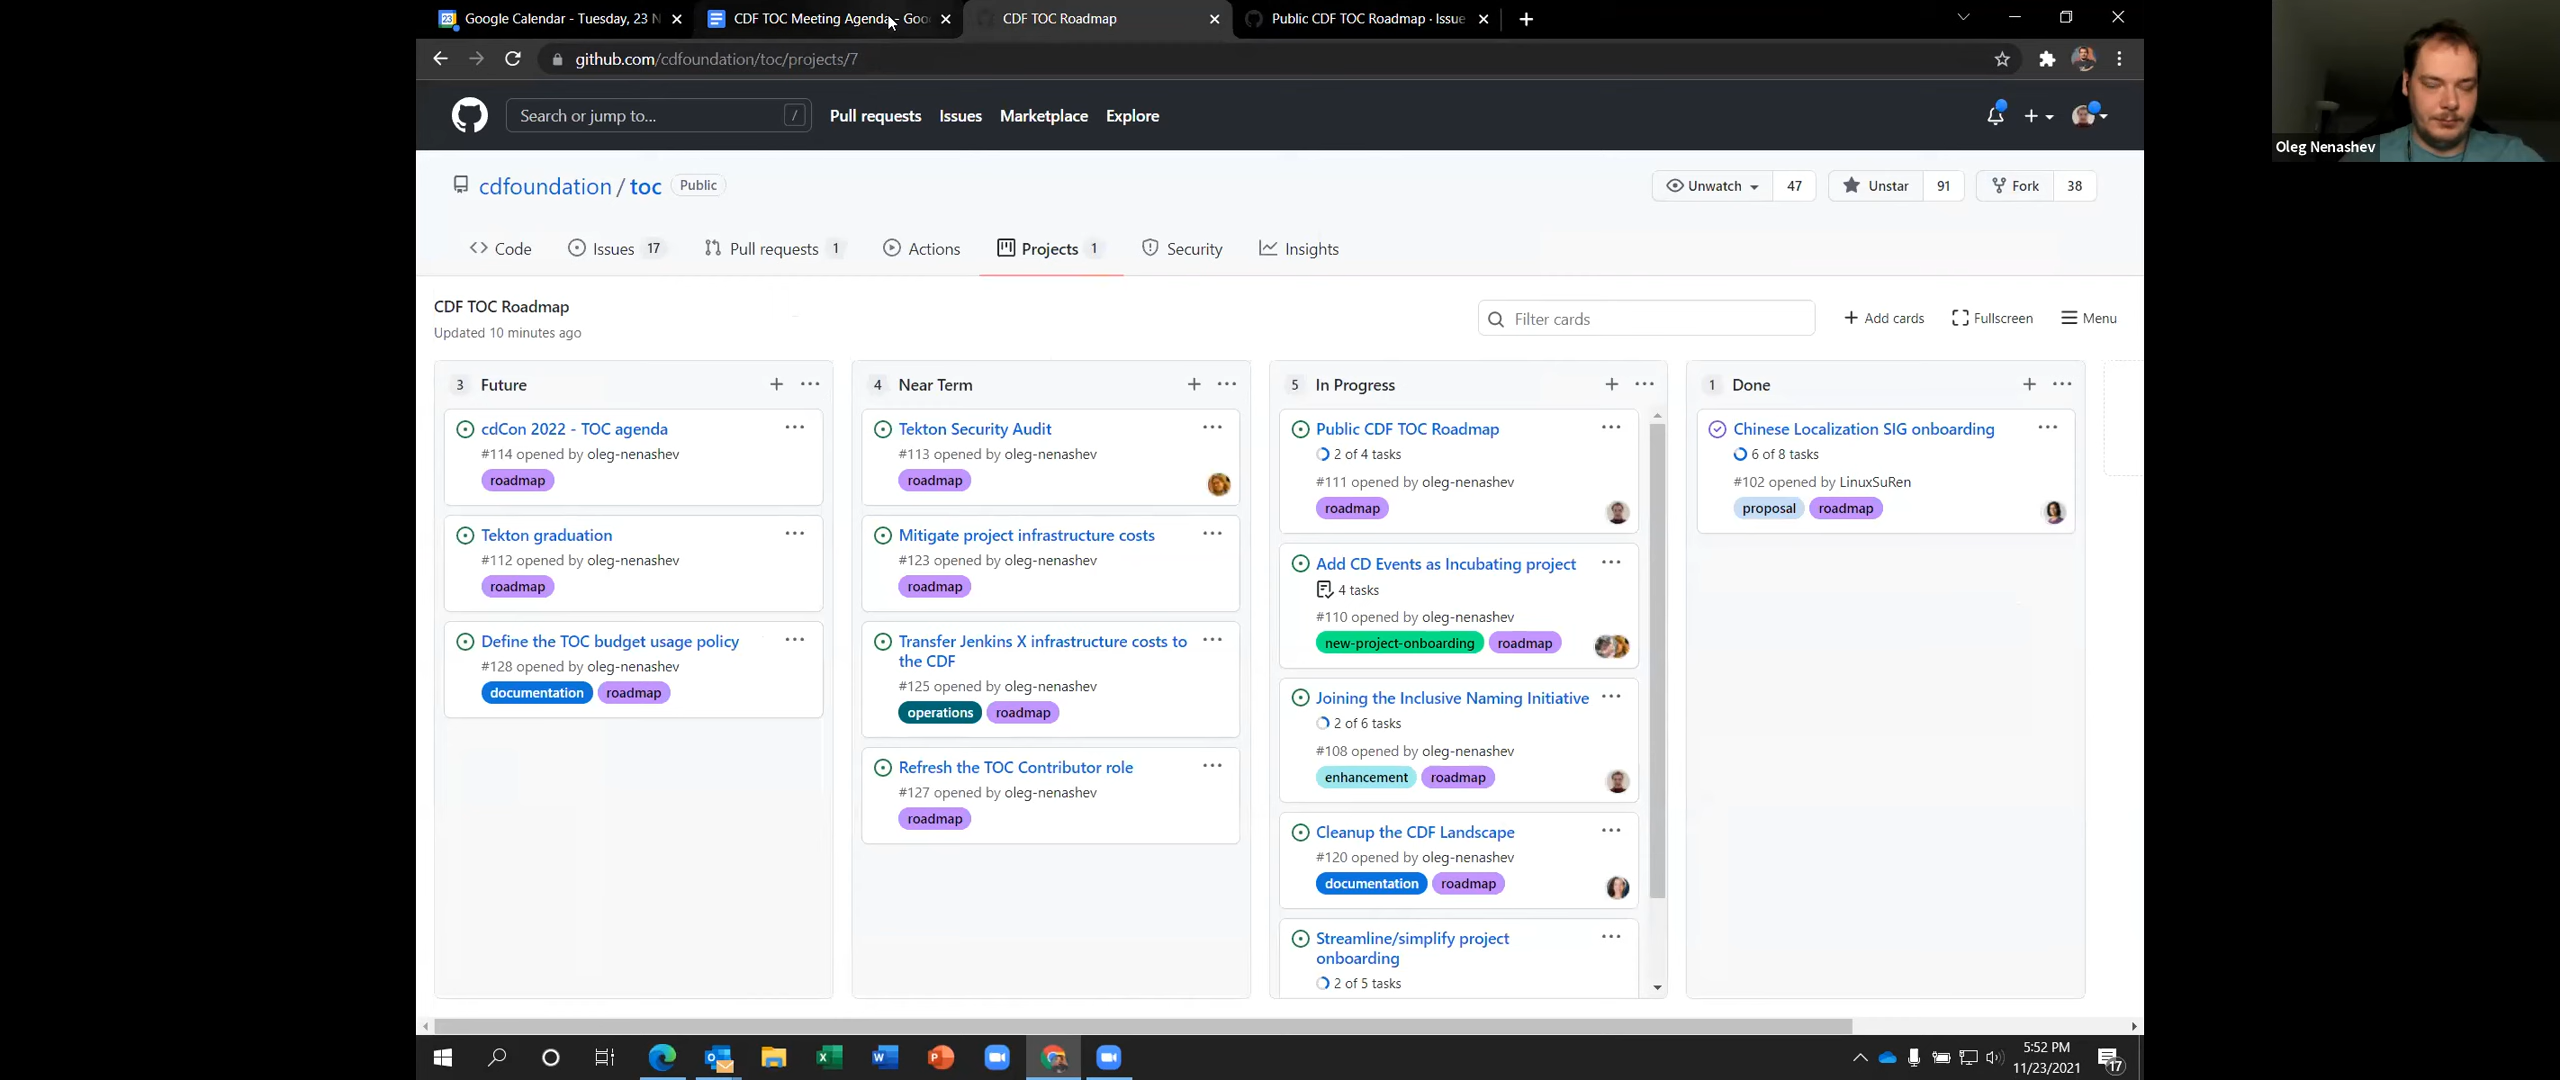 Google Calendar - Tuesday, 23 N
CDF TOC Meeting Agenda - Goo
CDF TOC Roadmap
Public CDF TOC Roadmap · Issue
github.com/cdfoundation/toc/projects/7
Search or jump to... /
Pull requests
Issues
Marketplace
Explore
Oleg Nenashev
cdfoundation / toc Public
Unwatch 47
Unstar 91
Fork 38
Code
Issues 17
Pull requests 1
Actions
Projects 1
Security
Insights
CDF TOC Roadmap
Updated 10 minutes ago
Filter cards
Add cards
Fullscreen
Menu
3 Future
cdCon 2022 - TOC agenda
#114 opened by oleg-nenashev
roadmap
Tekton graduation
#112 opened by oleg-nenashev
roadmap
Define the TOC budget usage policy
#128 opened by oleg-nenashev
documentation roadmap
4 Near Term
Tekton Security Audit
#113 opened by oleg-nenashev
roadmap
Mitigate project infrastructure costs
#123 opened by oleg-nenashev
roadmap
Transfer Jenkins X infrastructure costs to
the CDF
#125 opened by oleg-nenashev
operations roadmap
Refresh the TOC Contributor role
#127 opened by oleg-nenashev
roadmap
5 In Progress
Public CDF TOC Roadmap
2 of 4 tasks
#111 opened by oleg-nenashev
roadmap
Add CD Events as Incubating project
4 tasks
#110 opened by oleg-nenashev
new-project-onboarding roadmap
Joining the Inclusive Naming Initiative
2 of 6 tasks
#108 opened by oleg-nenashev
enhancement roadmap
Cleanup the CDF Landscape
#120 opened by oleg-nenashev
documentation roadmap
Streamline/simplify project
onboarding
2 of 5 tasks
1 Done
Chinese Localization SIG onboarding
6 of 8 tasks
#102 opened by LinuxSuRen
proposal roadmap
5:52 PM
11/23/2021
17